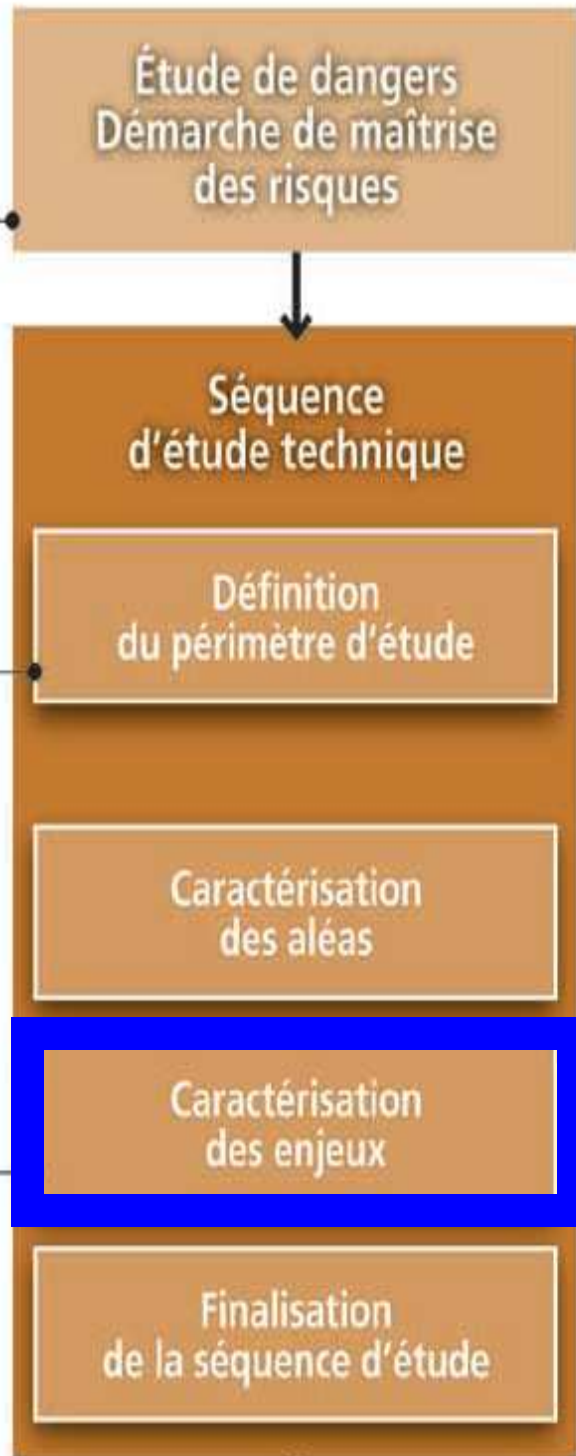 Étude de dangers
Démarche de maîtrise
des risques
Séquence
d'étude technique
Définition
du périmètre d'étude
Caractérisation
des aléas
Caractérisation
des enjeux
Finalisation
de la séquence d'étude